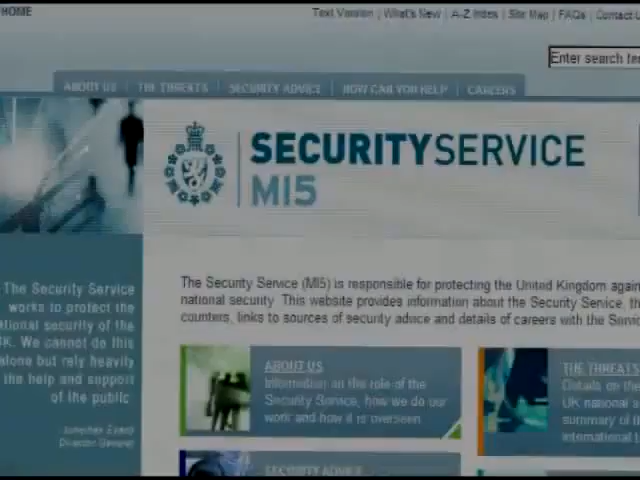 HOME
Text Version | What's New | A-Z Index | Site Map | FAQs | Contact
Enter search
ABOUT US | THE THREATS | SECURITY ADVICE | HOW CAN YOU HELP | CAREERS
SECURITYSERVICE
MI5
The Security Service
works to protect the
national security of the
UK. We cannot do this
alone but rely heavily
the help and support
of the public
Director General
The Security Service (MI5) is responsible for protecting the United Kingdom again
national security. This website provides information about the Security Service, th
counters, links to sources of security advice and details of careers with the Servi
ABOUT US
Information on the role of the
Security Service, how we do our
work and how it is overseen.
THE THREATS
Details on the
UK national s
summary of th
international t
SECURITY ADVICE